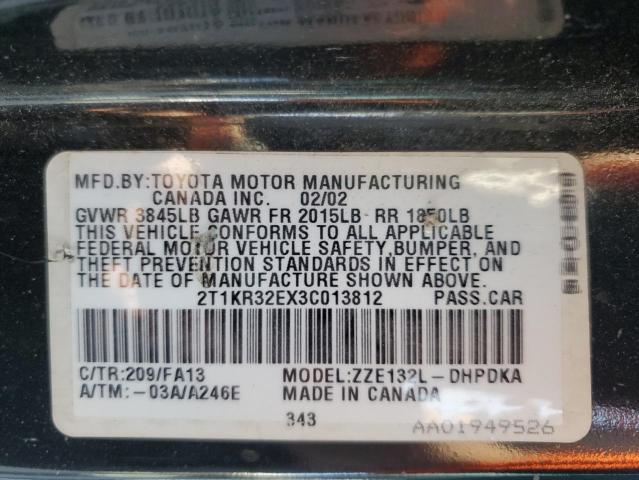 MFD.BY:TOYOTA MOTOR MANUFACTURING
CANADA INC. 02/02
GVWR 3845LB GAWR FR 2015LB RR 1850LB
THIS VEHICLE CONFORMS TO ALL APPLICABLE
FEDERAL MOTOR VEHICLE SAFETY,BUMPER, AND
THEFT PREVENTION STANDARDS IN EFFECT ON
THE DATE OF MANUFACTURE SHOWN ABOVE.
2T1KR32EX3C013812 PASS.CAR
C/TR:209/FA13 MODEL:ZZE132L-DHPDKA
A/TM:-03A/A246E MADE IN CANADA
343
AA01949526